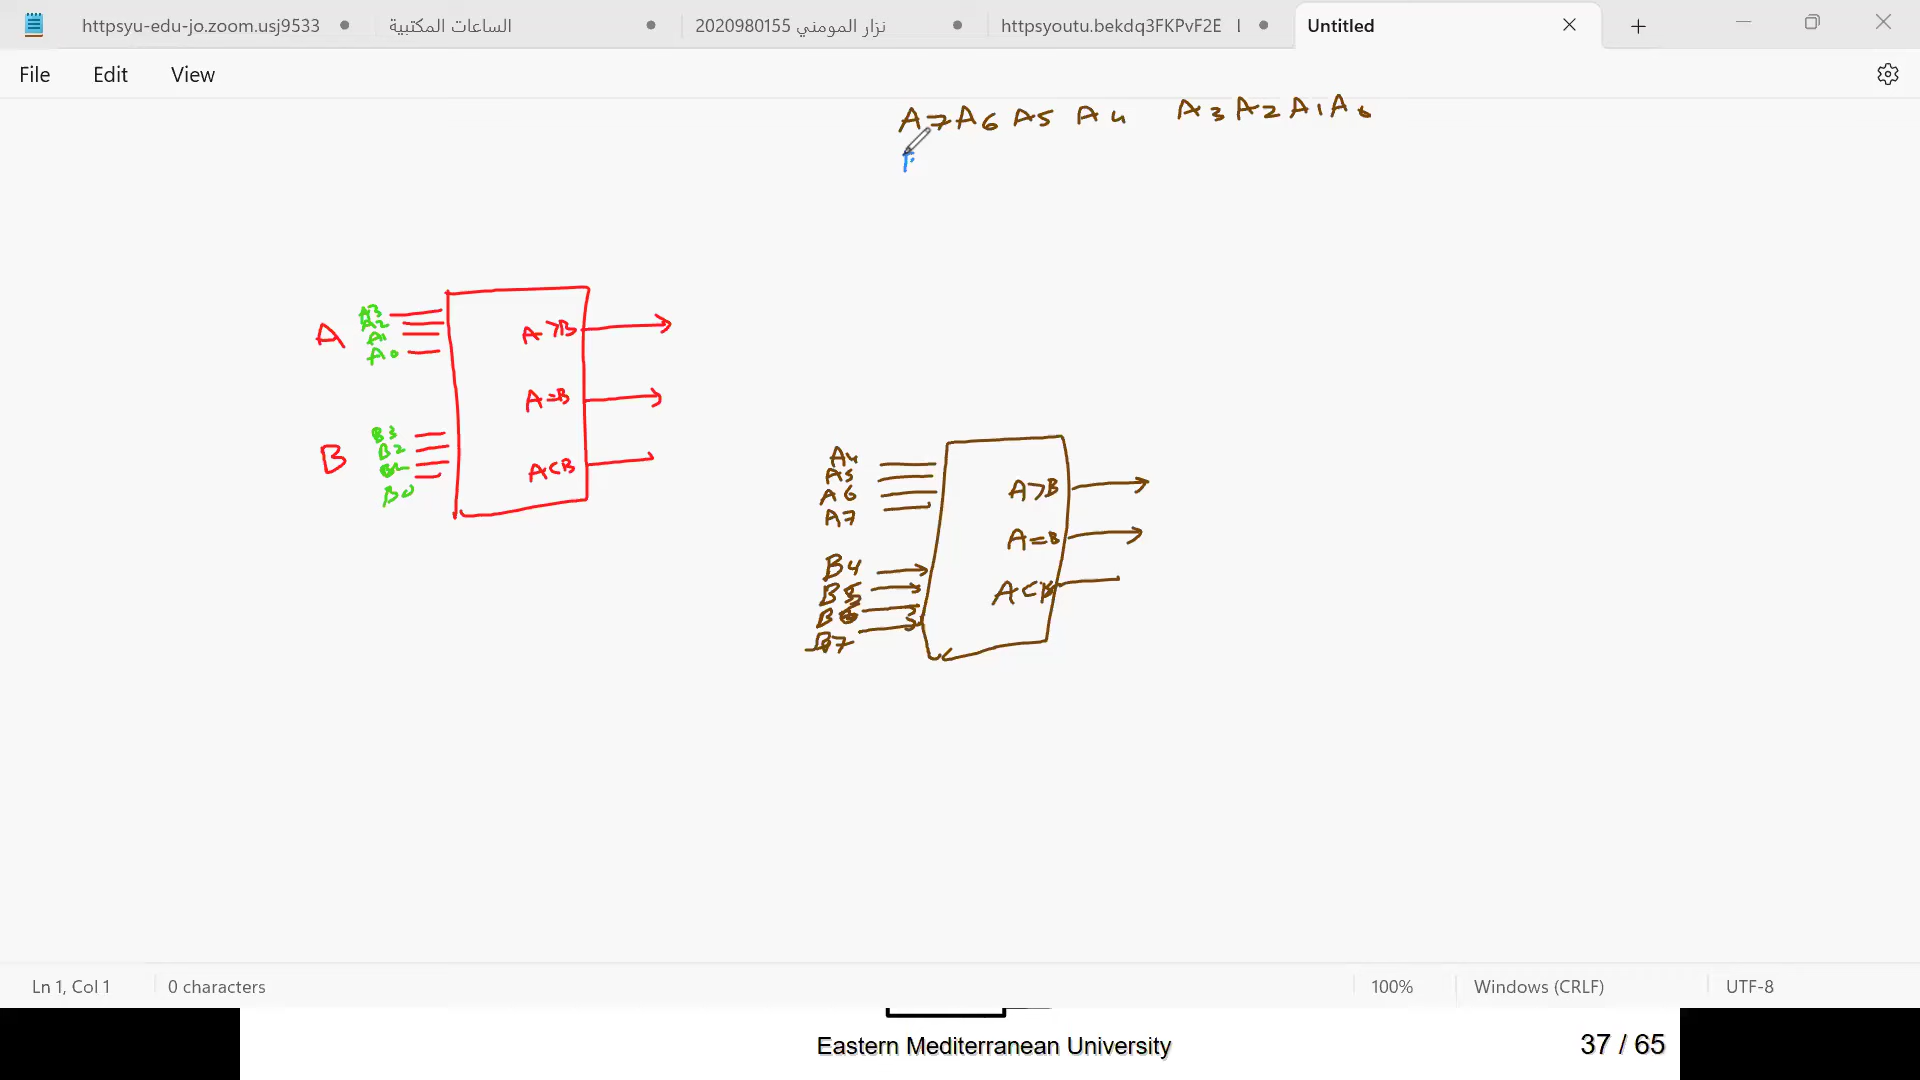 httpsyu-edu-jo.zoom.usj9533
الساعات المكتبية
نزار المومني 2020980155
httpsyoutu.bekdq3FKPvF2E l
Untitled
File Edit View
A7 A6 A5 A4 A3 A2 A1 A0
A
A3
A2
A1
A0
B
B3
B2
B0
A>B
A=B
A<B
A4
A5
A6
A7
B4
B5
B6
B7
A>B
A=B
A<B
Ln 1, Col 1
0 characters
100%
Windows (CRLF)
UTF-8
Eastern Mediterranean University
37 / 65